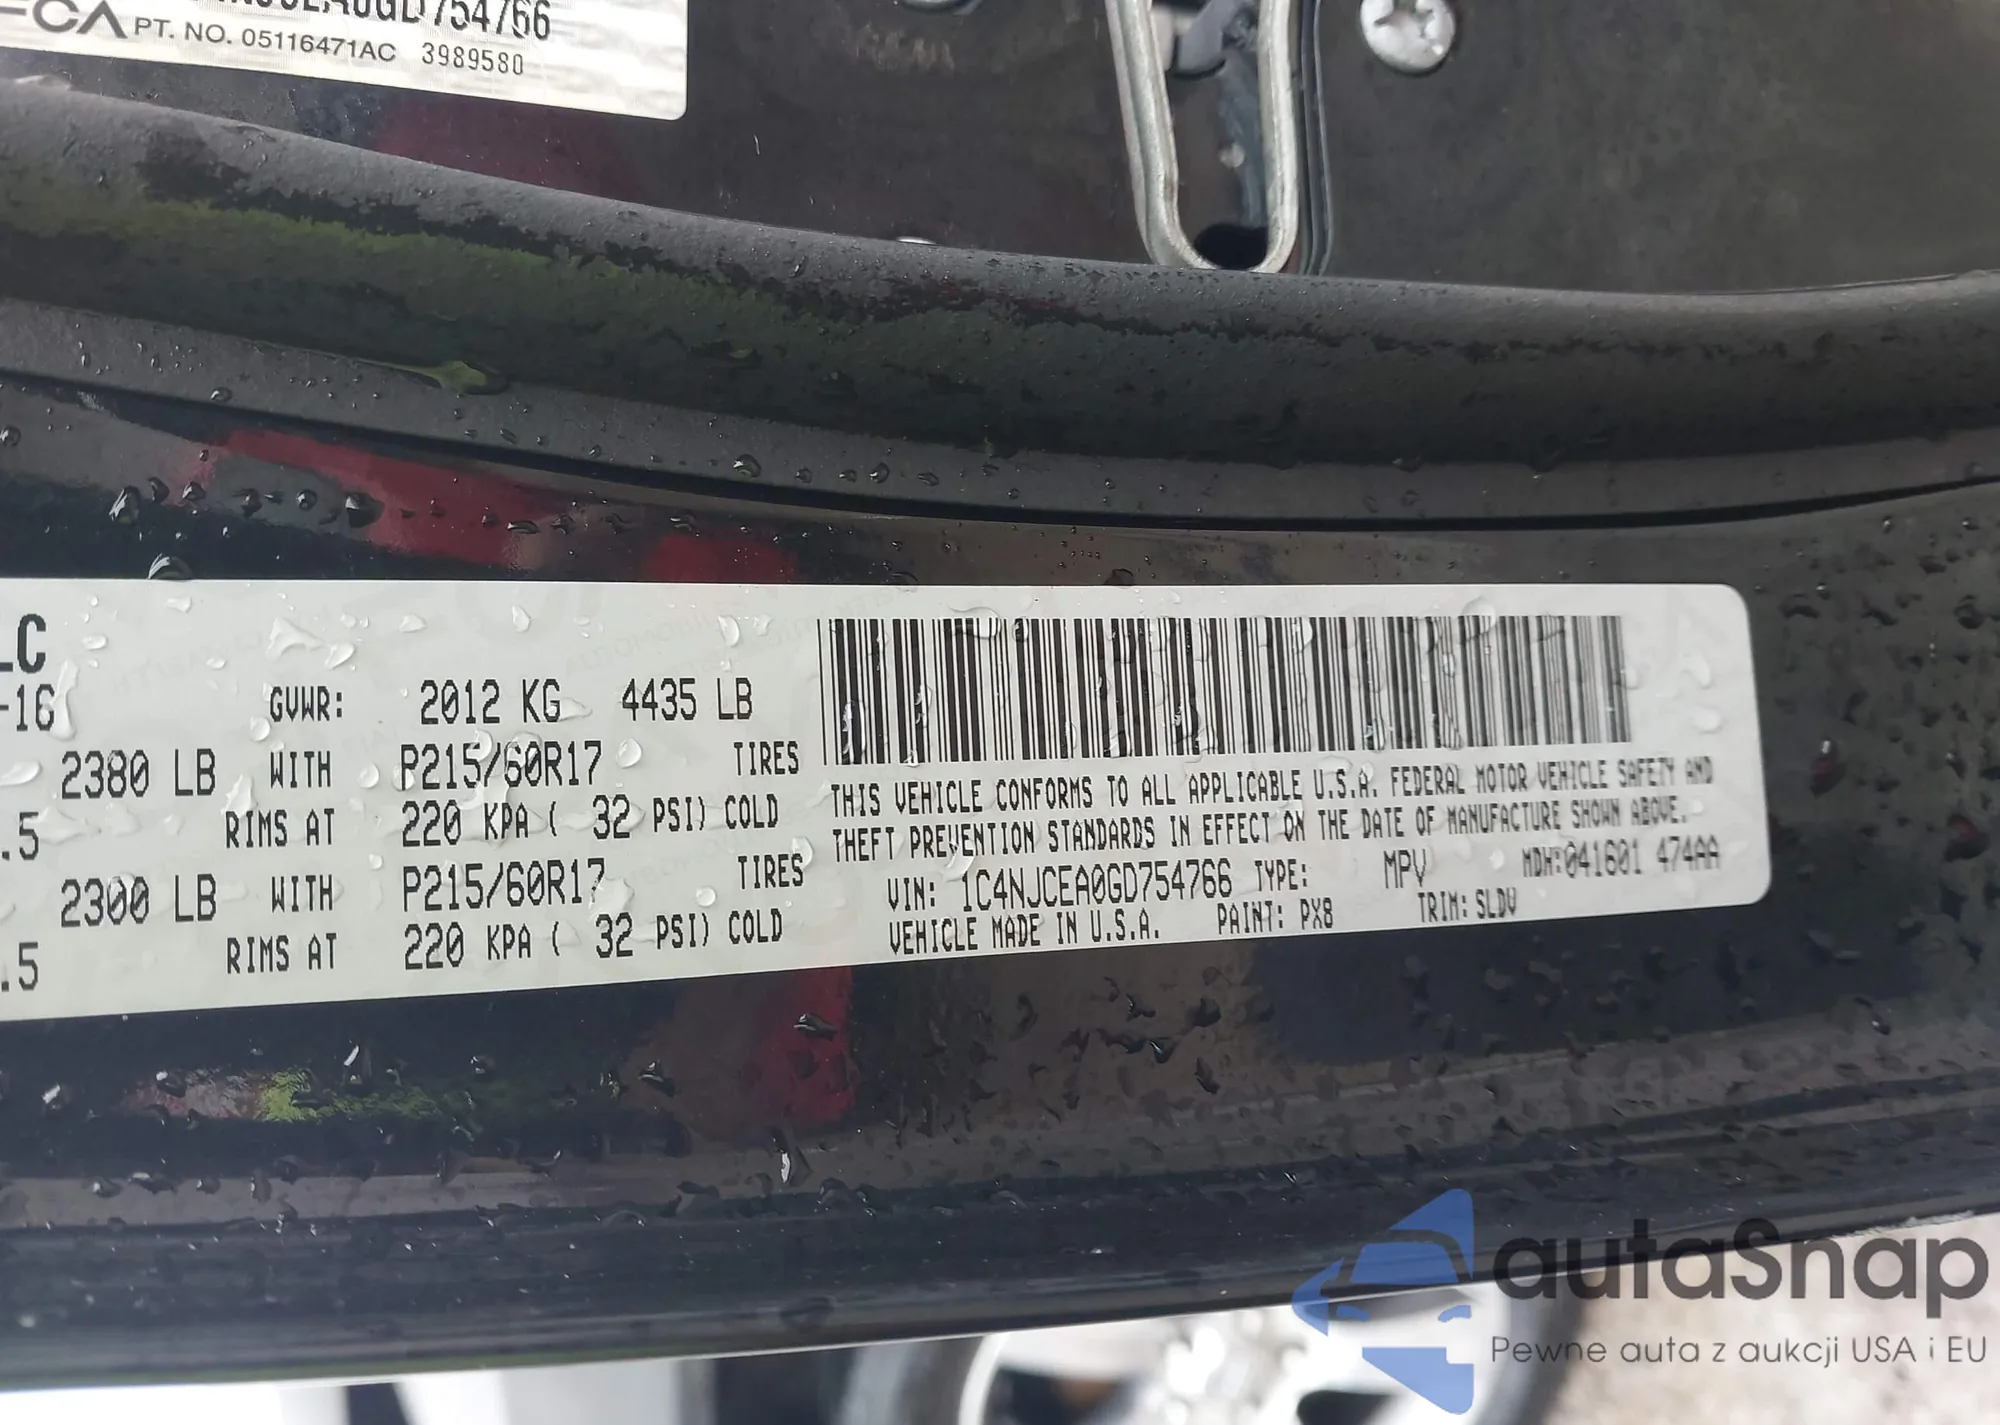 GD754766
ECA PT. NO. 05116471AC 3989580
LC
-16 GVWR: 2012 KG 4435 LB
2380 LB WITH P215/60R17 TIRES
.5 RIMS AT 220 KPA ( 32 PSI) COLD
2300 LB WITH P215/60R17 TIRES
.5 RIMS AT 220 KPA ( 32 PSI) COLD
THIS VEHICLE CONFORMS TO ALL APPLICABLE U.S.A. FEDERAL MOTOR VEHICLE SAFETY AND
THEFT PREVENTION STANDARDS IN EFFECT ON THE DATE OF MANUFACTURE SHOWN ABOVE.
VIN: 1C4NJCEA0GD754766 TYPE: MPV MDH:041601 474AA
VEHICLE MADE IN U.S.A. PAINT: PX8 TRIM: SLDV
autaSnap
Pewne auta z aukcji USA i EU